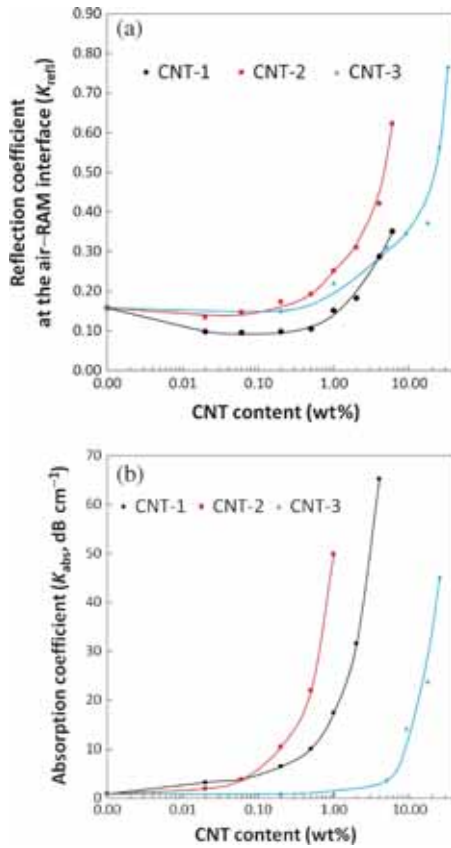 (a)
CNT-1 CNT-2 CNT-3
Reflection coefficient
at the air–RAM interface (Krefl)
0.90
0.80
0.70
0.60
0.50
0.40
0.30
0.20
0.10
0.00
0.00 0.01 0.10 1.00 10.00
CNT content (wt%)
(b)
CNT-1 CNT-2 CNT-3
Absorption coefficient (Kabs, dB cm⁻¹)
70
60
50
40
30
20
10
0
0.00 0.01 0.10 1.00 10.00
CNT content (wt%)